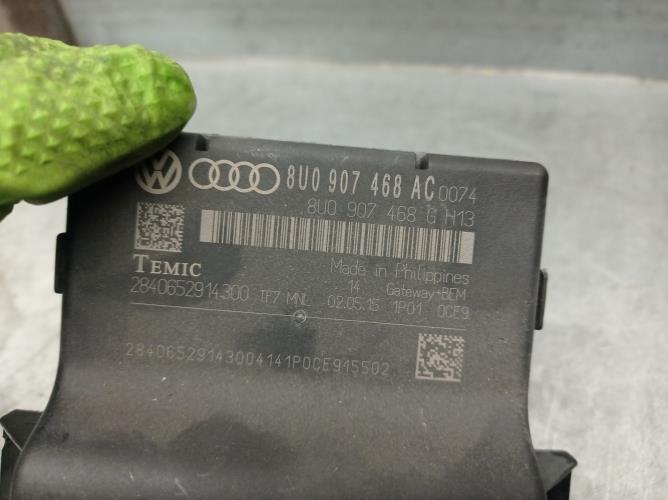 8U0 907 468 AC 0074
8U0 907 468 G H13
TEMIC Made in Philippines
2840652914300 TF7 MNL 14 Gateway+BEM
02.05.15 1P01 0CE9
28406529143004141P0CE915502